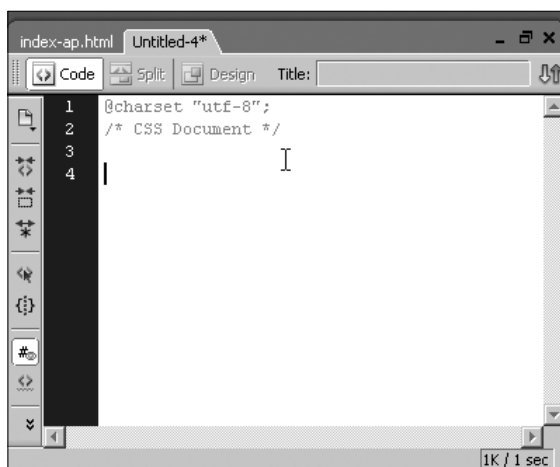 index-ap.html Untitled-4*
Code Split Design Title:
1 @charset "utf-8";
2 /* CSS Document */
3
4
1K / 1 sec